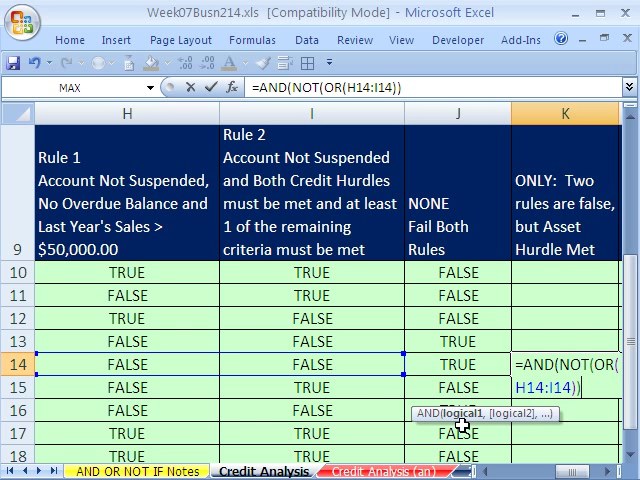 Week07Busn214.xls [Compatibility Mode] - Microsoft Excel
Home Insert Page Layout Formulas Data Review View Developer Add-Ins
MAX =AND(NOT(OR(H14:I14))
H I J K
9
Rule 1
Account Not Suspended,
No Overdue Balance and
Last Year's Sales >
$50,000.00
Rule 2
Account Not Suspended
and Both Credit Hurdles
must be met and at least
1 of the remaining
criteria must be met
NONE
Fail Both
Rules
ONLY: Two
rules are false,
but Asset
Hurdle Met
10 TRUE TRUE FALSE
11 FALSE TRUE FALSE
12 TRUE FALSE FALSE
13 FALSE FALSE TRUE
14 FALSE FALSE TRUE =AND(NOT(OR(
15 FALSE TRUE FALSE H14:I14))
16 FALSE FALSE TRUE
AND(logical1, [logical2], ...)
17 TRUE TRUE FALSE
18 FALSE FALSE TRUE
AND OR NOT IF Notes Credit Analysis Credit Analysis (an)